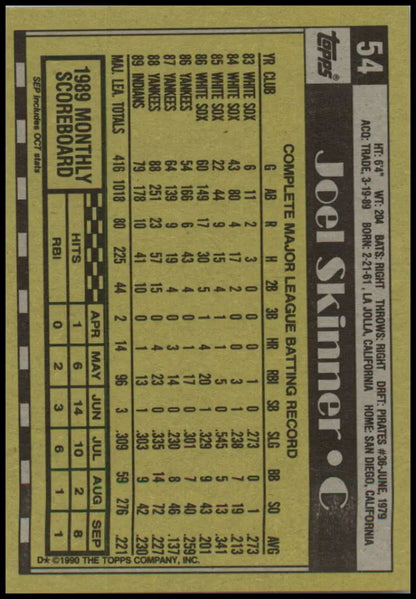 54
Topps
Joel Skinner • C
HT: 6'4" WT: 204 BATS: RIGHT THROWS: RIGHT DRFT: PIRATES #36-JUNE, 1979
ACQ: TRADE, 3-19-89 BORN: 2-21-61, LA JOLLA, CALIFORNIA HOME: SAN DIEGO, CALIFORNIA
COMPLETE MAJOR LEAGUE BATTING RECORD
YR CLUB G AB R H 2B 3B HR RBI SB SLG BB SO AVG
83 WHITE SOX 6 11 2 3 0 0 0 1 0 .273 0 1 .273
84 WHITE SOX 43 80 4 17 2 0 0 3 1 .238 7 19 .213
85 WHITE SOX 22 44 9 15 4 1 1 5 0 .545 5 13 .341
86 WHITE SOX 60 149 17 30 5 1 4 20 1 .329 9 43 .201
86 YANKEES 54 166 6 43 4 0 1 17 0 .301 7 40 .259
87 YANKEES 64 139 9 19 4 0 3 14 0 .230 8 46 .137
88 YANKEES 88 251 23 57 15 0 4 23 0 .335 14 72 .227
89 INDIANS 79 178 10 41 10 0 1 13 1 .303 9 42 .230
MAJ. LEA. TOTALS 416 1018 80 225 44 2 14 96 3 .309 59 276 .221
1989 MONTHLY
SCOREBOARD
SEP includes OCT stats
APR MAY JUN JUL AUG SEP
HITS 1 6 14 10 2 8
RBI 0 2 3 6 1 1
D* ©1990 THE TOPPS COMPANY, INC.